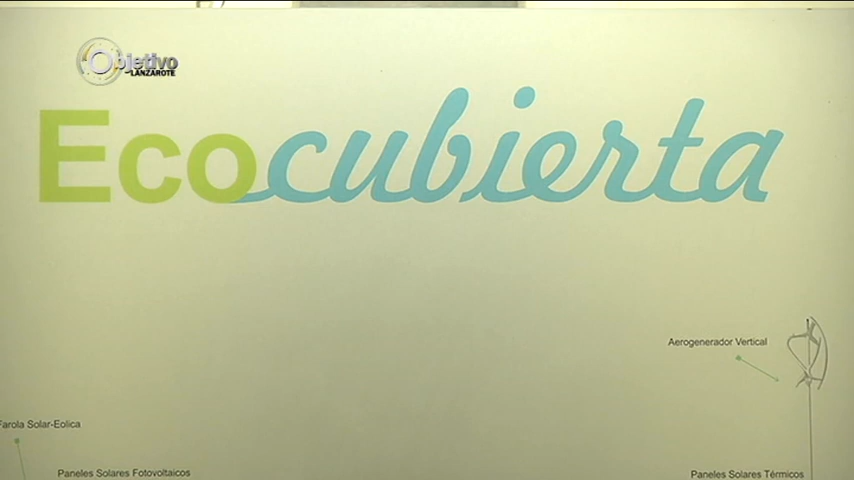 Objetivo
LANZAROTE
Ecocubierta
Aerogenerador Vertical
Farola Solar-Eolica
Paneles Solares Fotovoltaicos
Paneles Solares Térmicos